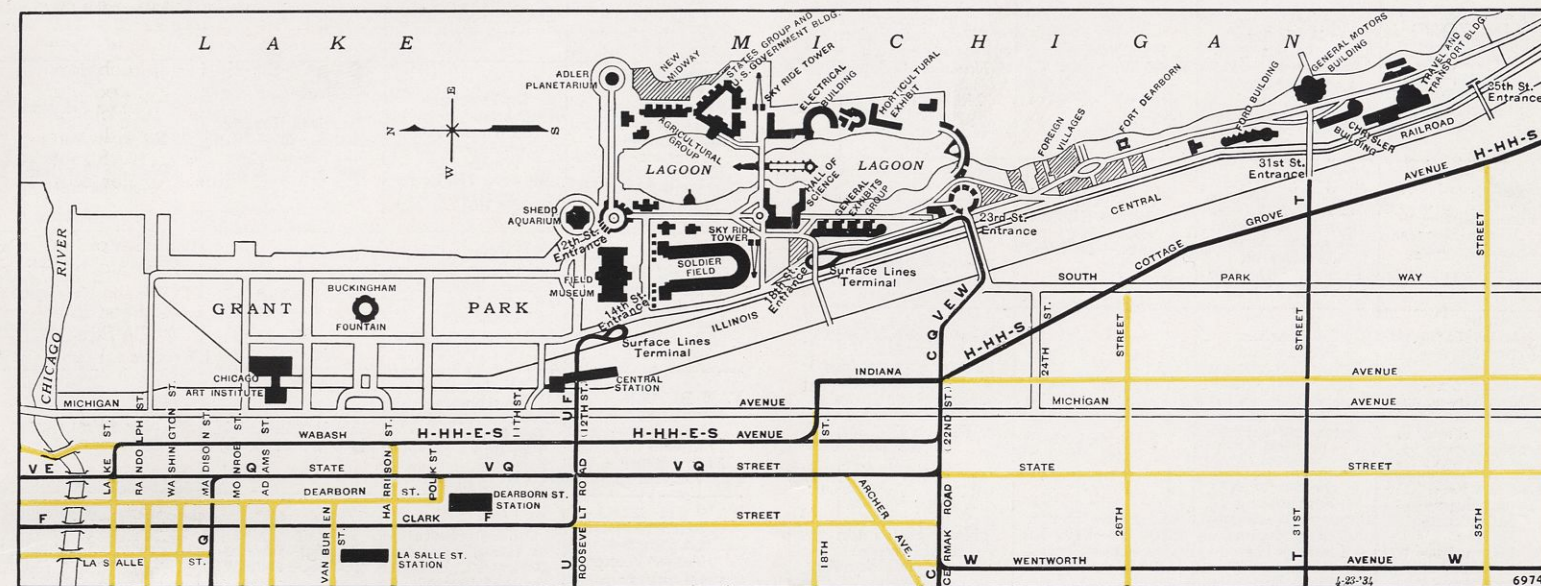 L A K E M I C H I G A N
NEW MIDWAY
STATES GROUP AND
U.S. GOVERNMENT BLDG.
SKY RIDE TOWER
ELECTRICAL
BUILDING
HORTICULTURAL
EXHIBIT
ADLER
PLANETARIUM
AGRICULTURAL
GROUP
FOREIGN
VILLAGES
FORT DEARBORN
FORD BUILDING
GENERAL MOTORS
BUILDING
TRAVEL AND
TRANSPORT BLDG.
CHRYSLER
BUILDING
35th St.
Entrance
RAILROAD
E
N
S
W
LAGOON
LAGOON
HALL OF
SCIENCE
GENERAL
EXHIBITS
GROUP
31st St.
Entrance
H-HH-S
AVENUE
CENTRAL
GROVE
COTTAGE
T
SHEDD
AQUARIUM
12th St.
Entrance
SKY RIDE
TOWER
23rd St.
Entrance
SOLDIER
FIELD
FIELD
MUSEUM
18th St.
Entrance
Surface Lines
Terminal
14th St.
Entrance
ILLINOIS
SOUTH PARK WAY
CHICAGO RIVER
GRANT PARK
BUCKINGHAM
FOUNTAIN
Surface Lines
Terminal
C Q V E W
H-HH-S
24TH ST.
26TH STREET
31ST STREET
35TH STREET
CHICAGO
ART INSTITUTE
CENTRAL
STATION
INDIANA AVENUE
MICHIGAN AVENUE MICHIGAN AVENUE
U F
WABASH H-HH-E-S H-HH-E-S AVENUE
V E Q STATE V Q V Q STREET STATE STREET
DEARBORN ST.
DEARBORN ST.
STATION
F CLARK F STREET
LA SALLE ST.
LA SALLE ST.
STATION
LAKE ST.
RANDOLPH ST.
WASHINGTON ST.
MADISON ST.
MONROE ST.
ADAMS ST.
VAN BUREN ST.
HARRISON ST.
POLK ST.
11TH ST.
ROOSEVELT ROAD (12TH ST.)
18TH ST.
ARCHER AVE.
CERMAK ROAD (22ND ST.)
Q
U
C
T
W WENTWORTH AVENUE W
1-23-'34
6974